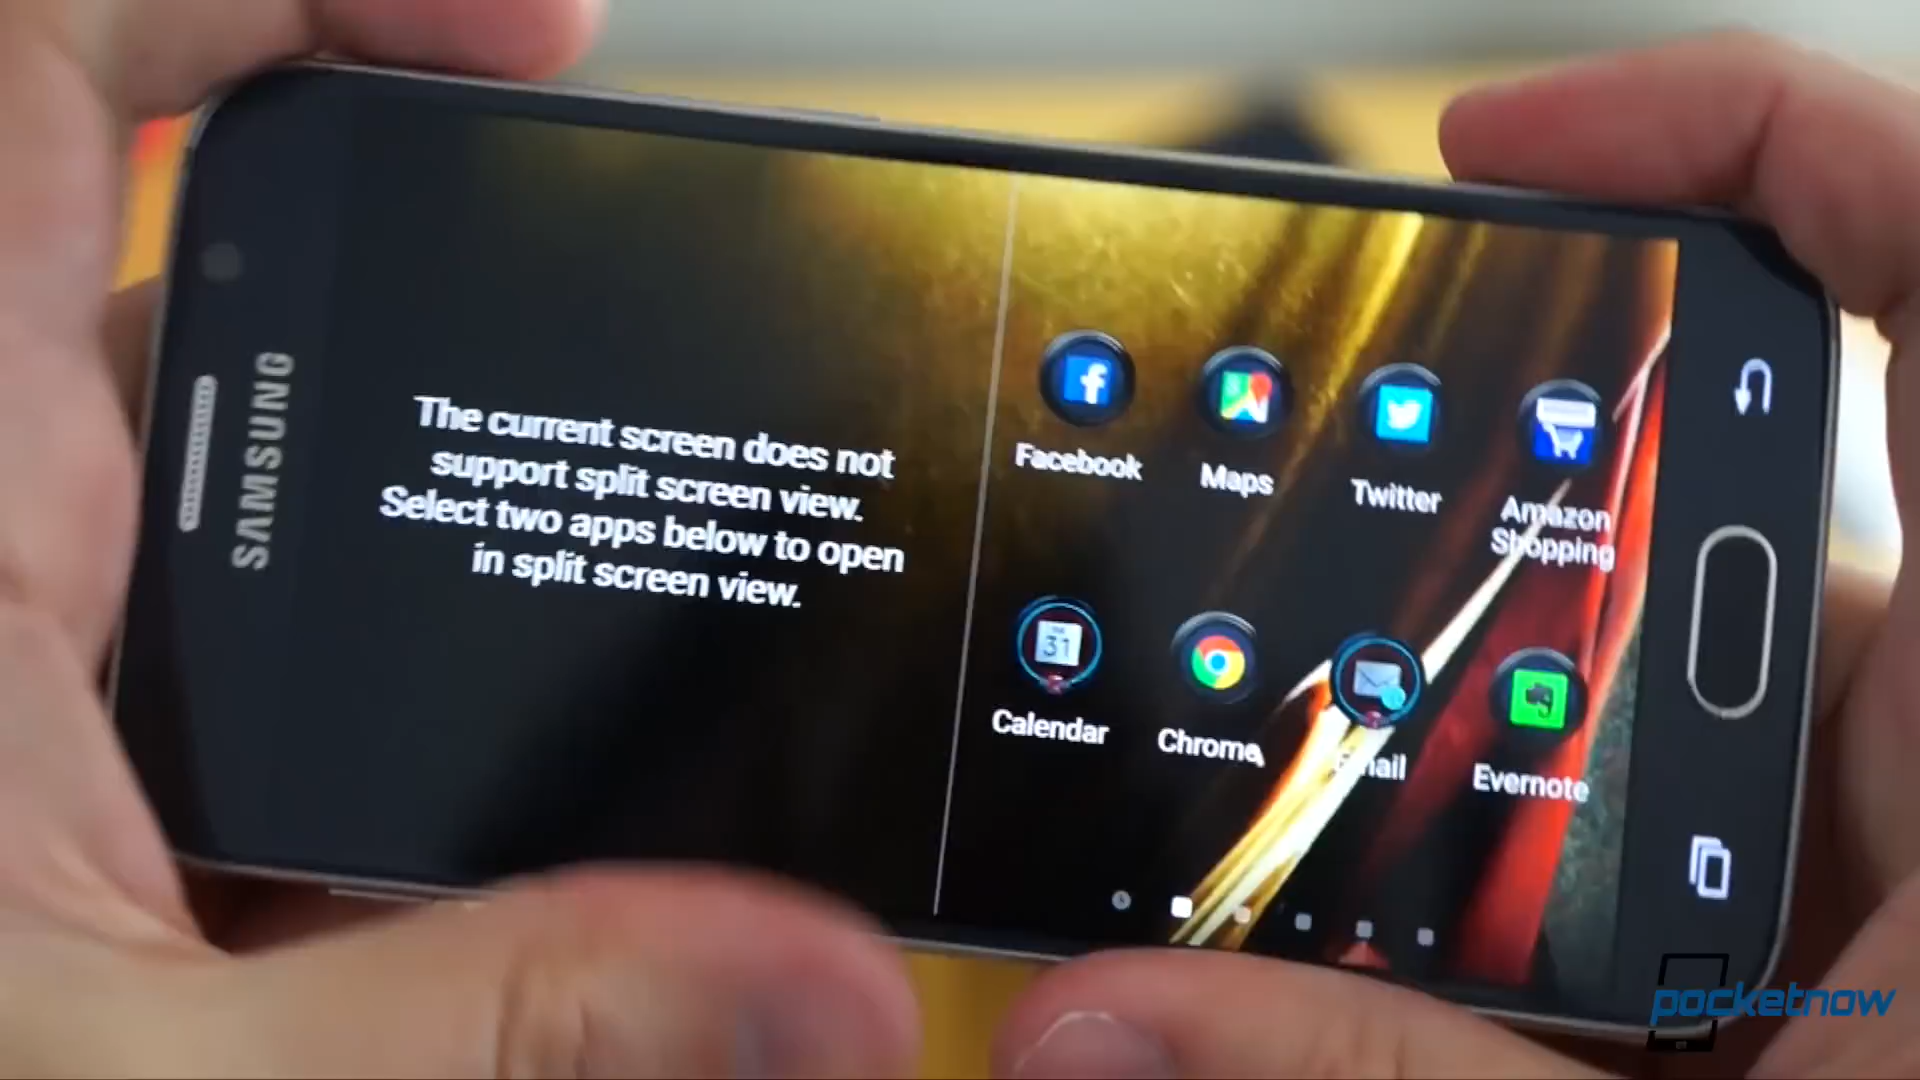 SAMSUNG
The current screen does not
support split screen view.
Select two apps below to open
in split screen view.
Facebook
Maps
Twitter
Amazon
Shopping
31
Calendar
Chrome
Email
Evernote
pocketnow